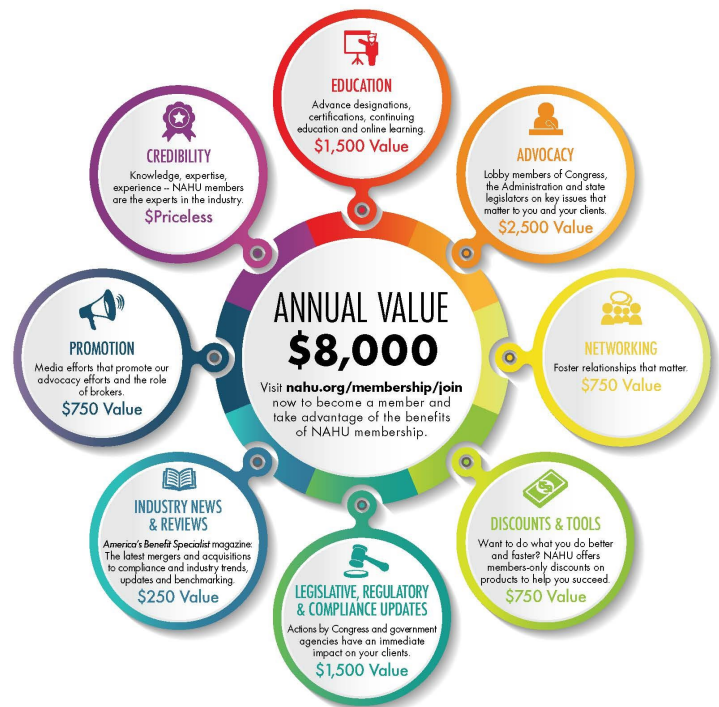 EDUCATION
Advance designations,
certifications, continuing
education and online learning.
$1,500 Value
ADVOCACY
Lobby members of Congress,
the Administration and state
legislators on key issues that
matter to you and your clients.
$2,500 Value
NETWORKING
Foster relationships that matter.
$750 Value
DISCOUNTS & TOOLS
Want to do what you do better
and faster? NAHU offers
members-only discounts on
products to help you succeed.
$750 Value
LEGISLATIVE, REGULATORY
& COMPLIANCE UPDATES
Actions by Congress and government
agencies have an immediate
impact on your clients.
$1,500 Value
INDUSTRY NEWS
& REVIEWS
America's Benefit Specialist magazine:
The latest mergers and acquisitions
to compliance and industry trends,
updates and benchmarking.
$250 Value
PROMOTION
Media efforts that promote our
advocacy efforts and the role
of brokers.
$750 Value
CREDIBILITY
Knowledge, expertise,
experience -- NAHU members
are the experts in the industry.
$Priceless
ANNUAL VALUE
$8,000
Visit nahu.org/membership/join
now to become a member and
take advantage of the benefits
of NAHU membership.